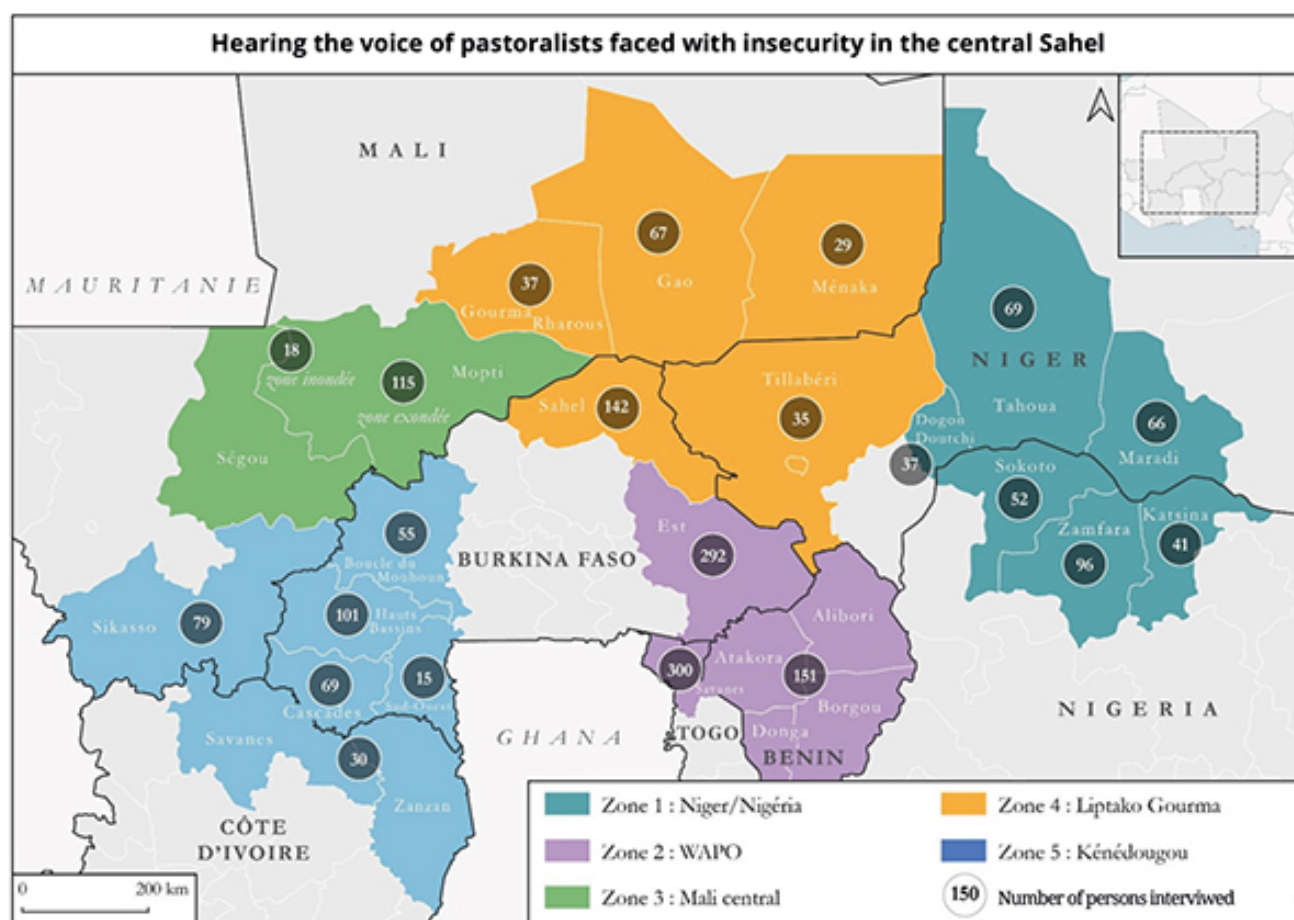 Hearing the voice of pastoralists faced with insecurity in the central Sahel
MALI
MAURITANIE
67
Gao
29
Ménaka
37
Gourma
Rharous
69
NIGER
Tahoua
18
zone inondée
115
zone exondée
Mopti
Ségou
Sahel
142
Tillabéri
35
Dogon
Doutchi
37
66
Maradi
Sokoto
52
Zamfara
96
Katsina
41
55
Boucle du
Mouhoun
BURKINA FASO
Est
292
Sikasso
79
101
Hauts
Bassins
69
Cascades
15
Sud-Ouest
Alibori
Atakora
151
Borgou
Donga
BENIN
300
Savanes
TOGO
GHANA
NIGERIA
Savanes
30
Zanzan
CÔTE
D'IVOIRE
0 200 km
Zone 1 : Niger/Nigéria
Zone 2 : WAPO
Zone 3 : Mali central
Zone 4 : Liptako Gourma
Zone 5 : Kénédougou
150 Number of persons interviwed